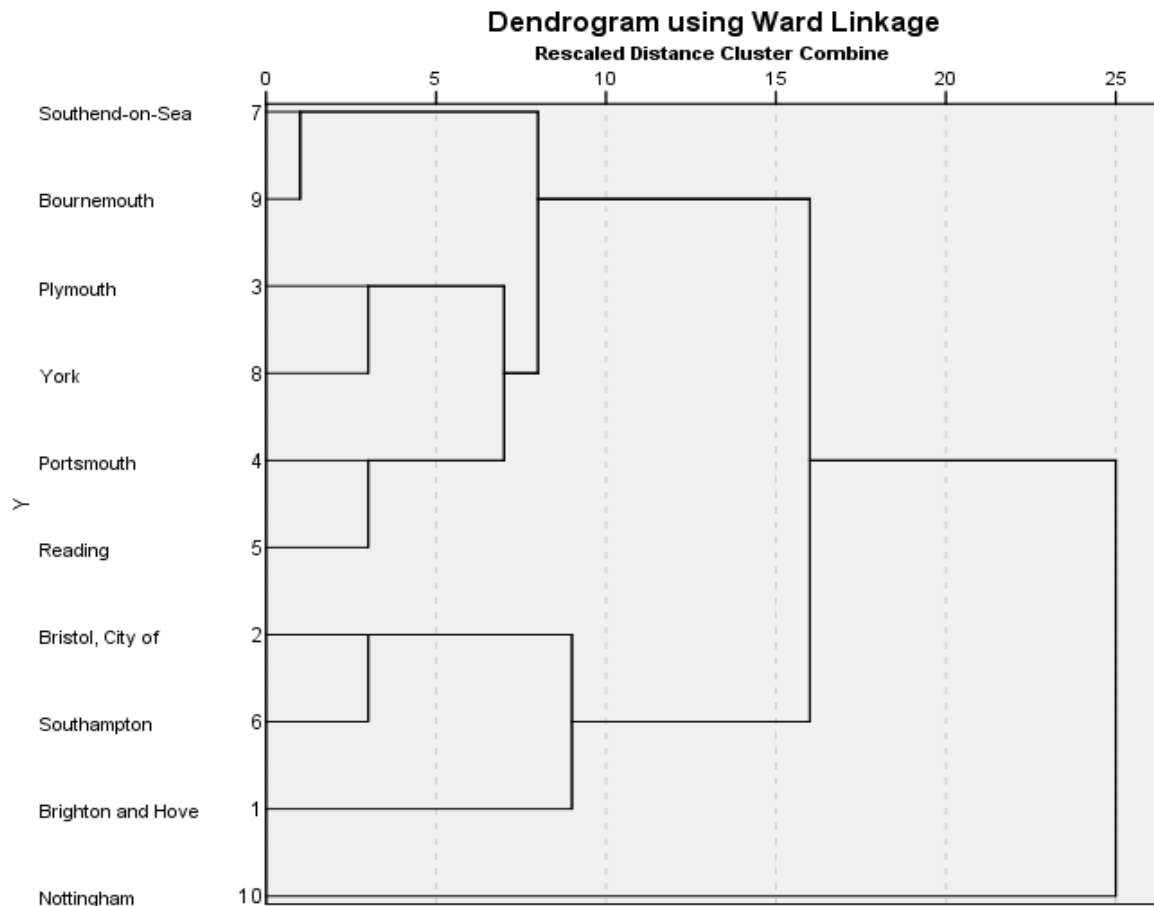 Dendrogram using Ward Linkage
Rescaled Distance Cluster Combine
0 5 10 15 20 25
Southend-on-Sea 7
Bournemouth 9
Plymouth 3
York 8
Portsmouth 4
Y
Reading 5
Bristol, City of 2
Southampton 6
Brighton and Hove 1
Nottingham 10